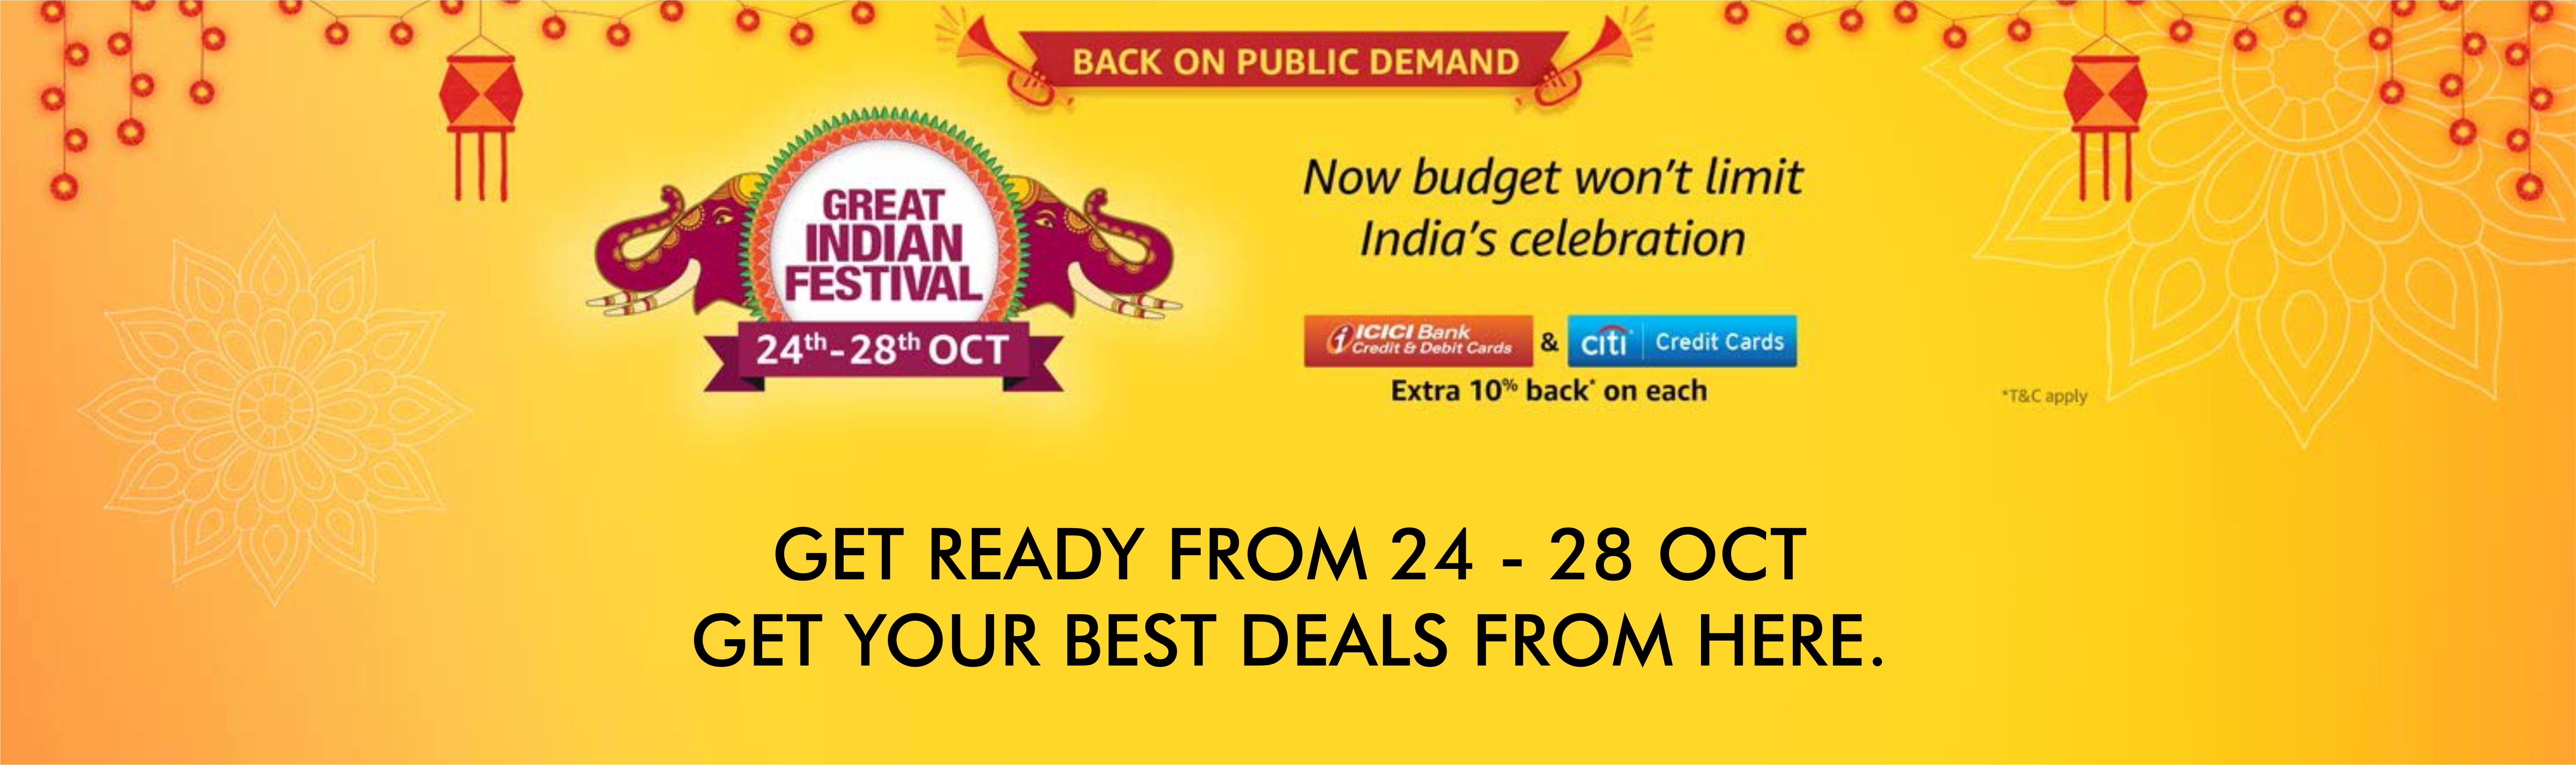 BACK ON PUBLIC DEMAND
GREAT
INDIAN
FESTIVAL
24th-28th OCT
Now budget won't limit
India's celebration
ICICI Bank
Credit & Debit Cards
&
citi Credit Cards
Extra 10% back* on each
*T&C apply
GET READY FROM 24 - 28 OCT
GET YOUR BEST DEALS FROM HERE.